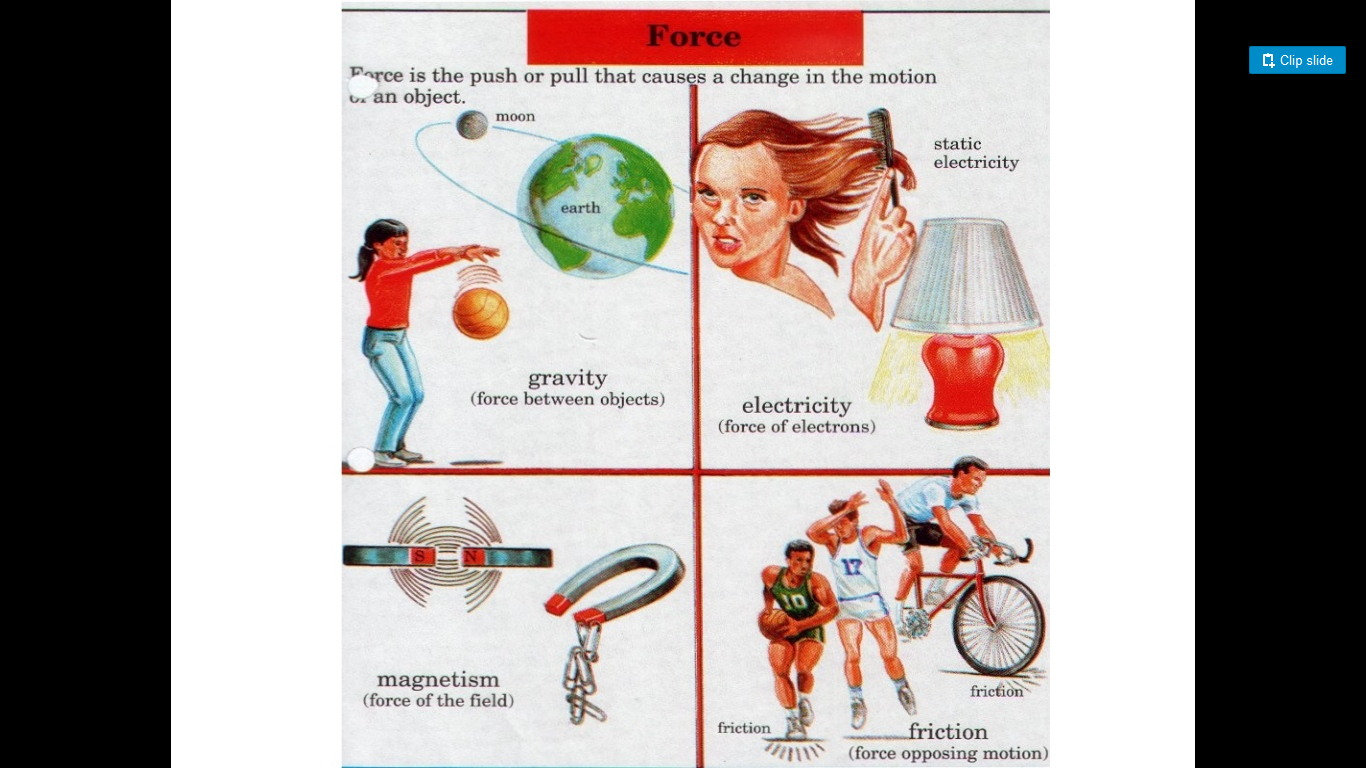 Force
Clip slide
Force is the push or pull that causes a change in the motion
of an object.
moon
earth
gravity
(force between objects)
static
electricity
electricity
(force of electrons)
S N
magnetism
(force of the field)
10
17
friction
friction
friction
(force opposing motion)